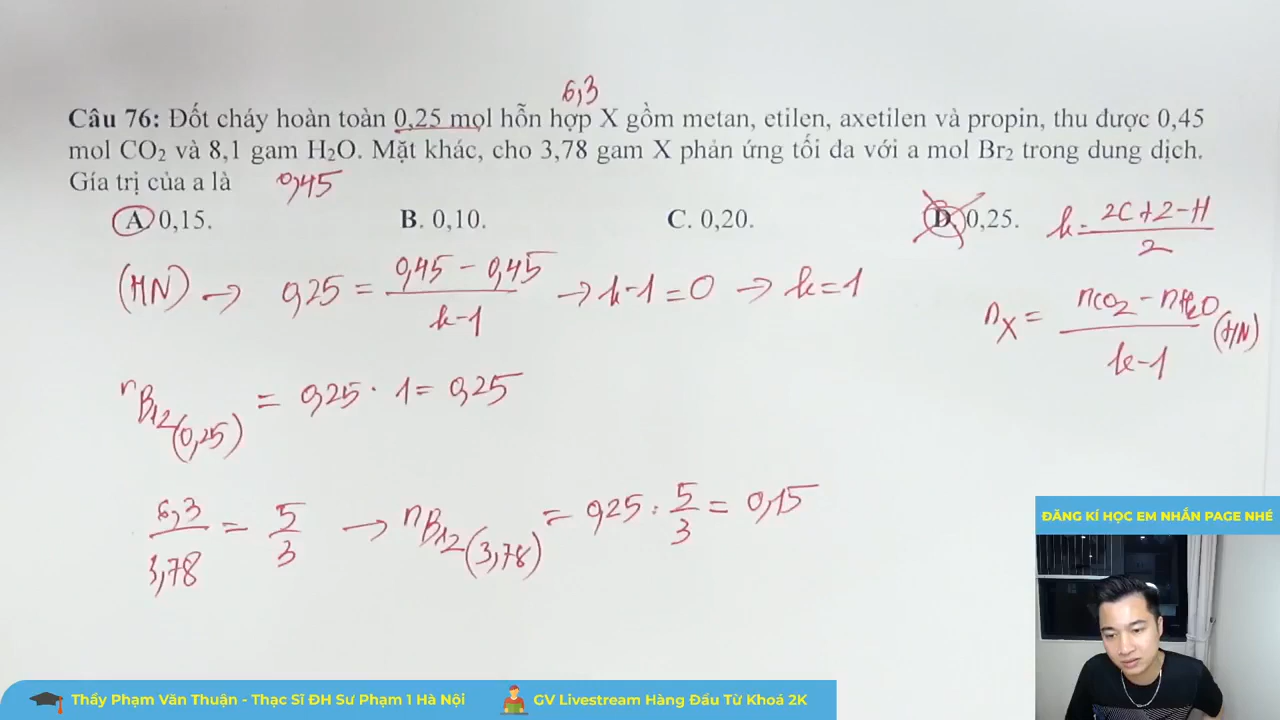 6,3
Câu 76: Đốt cháy hoàn toàn 0,25 mol hỗn hợp X gồm metan, etilen, axetilen và propin, thu được 0,45
mol CO₂ và 8,1 gam H₂O. Mặt khác, cho 3,78 gam X phản ứng tối đa với a mol Br₂ trong dung dịch.
Gía trị của a là
0,45
A. 0,15. B. 0,10. C. 0,20. D. 0,25.
k = (2C + 2 - H)/2
(HN) → 0,25 = (0,45 - 0,45)/(k-1) → k-1 = 0 → k = 1
nX = (nCO₂ - nH₂O)/(k-1) (HN)
nBr₂(0,25) = 0,25 · 1 = 0,25
6,3/3,78 = 5/3 → nBr₂(3,78) = 0,25 : 5/3 = 0,15
ĐĂNG KÍ HỌC EM NHẮN PAGE NHÉ
Thầy Phạm Văn Thuận - Thạc Sĩ ĐH Sư Phạm 1 Hà Nội
GV Livestream Hàng Đầu Từ Khoá 2K